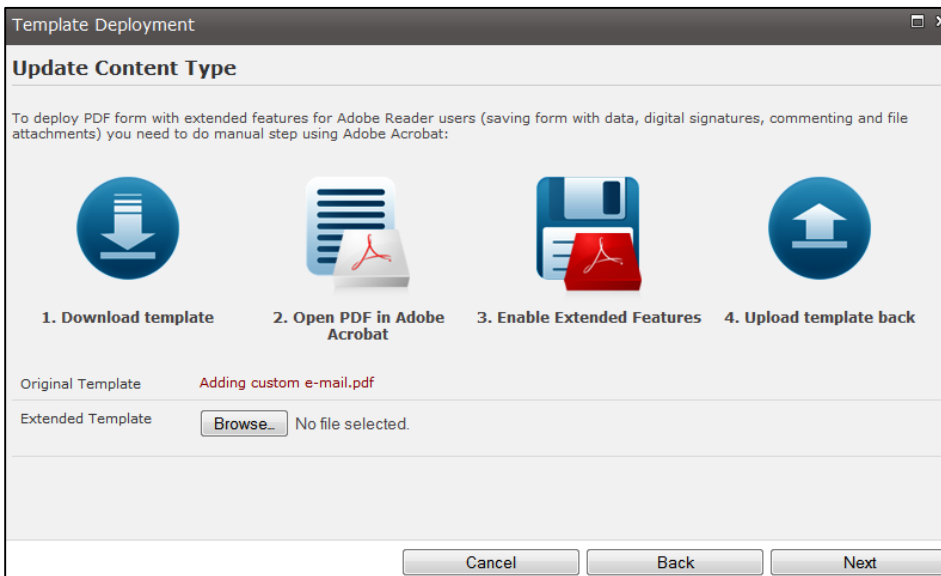 Template Deployment
Update Content Type
To deploy PDF form with extended features for Adobe Reader users (saving form with data, digital signatures, commenting and file
attachments) you need to do manual step using Adobe Acrobat:
1. Download template
2. Open PDF in Adobe
Acrobat
3. Enable Extended Features
4. Upload template back
Original Template Adding custom e-mail.pdf
Extended Template Browse… No file selected.
Cancel Back Next